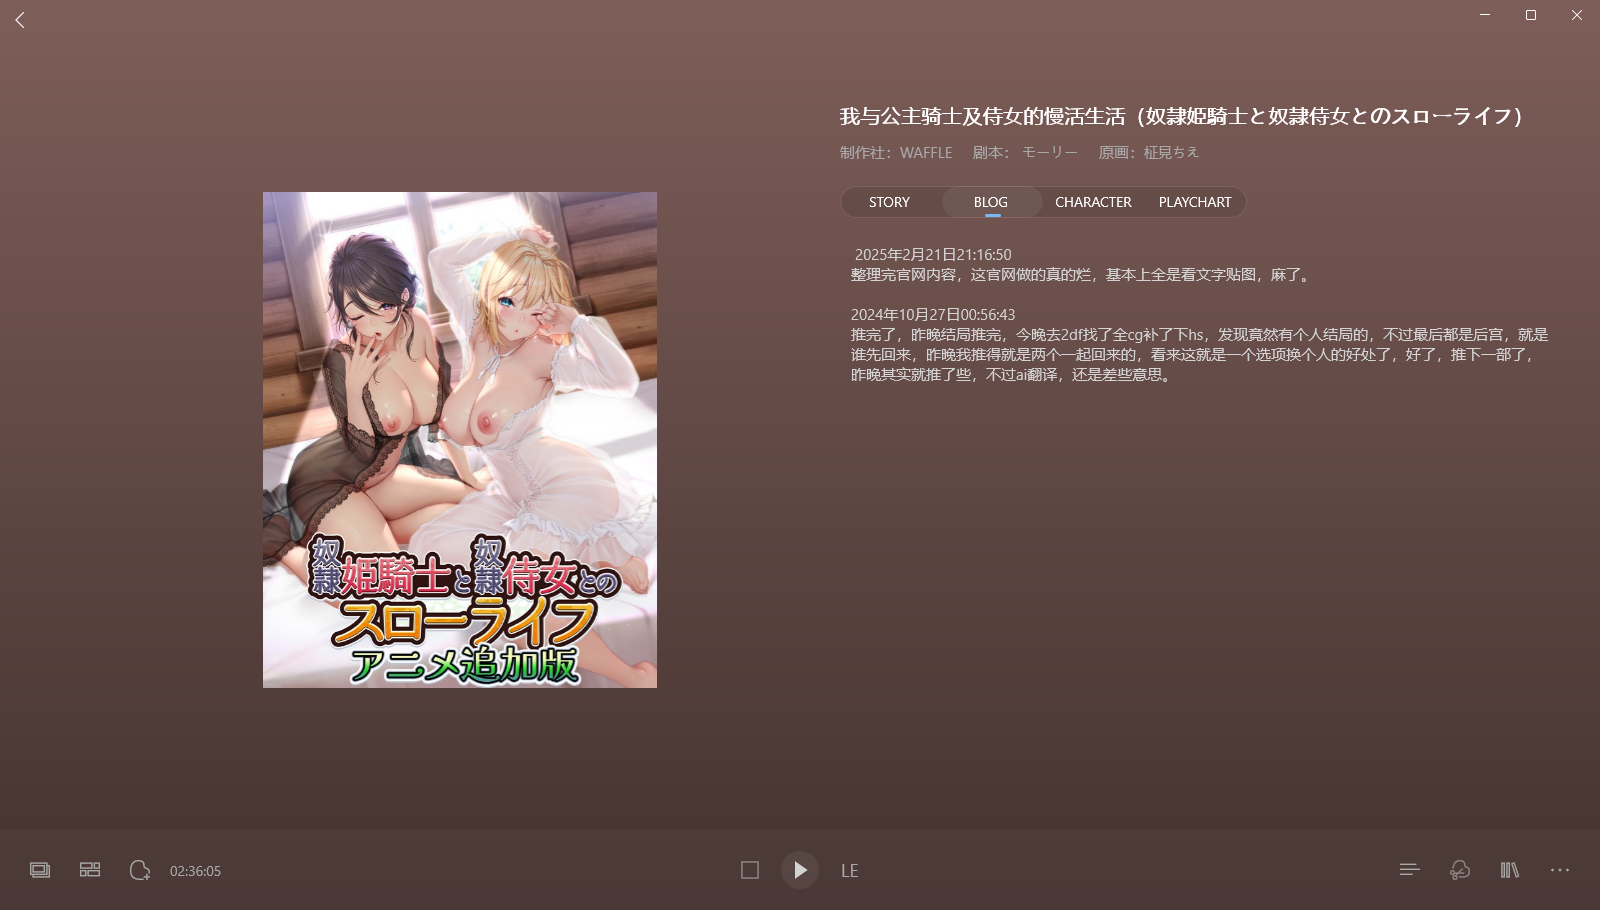 我与公主骑士及侍女的慢活生活（奴隷姫騎士と奴隷侍女とのスローライフ）
制作社：WAFFLE 剧本： モーリー 原画：柾見ちえ
STORY BLOG CHARACTER PLAYCHART
2025年2月21日21:16:50
整理完官网内容，这官网做的真的烂，基本上全是看文字贴图，麻了。
2024年10月27日00:56:43
推完了，昨晚结局推完，今晚去2df找了全cg补了下hs，发现竟然有个人结局的，不过最后都是后宫，就是
谁先回来，昨晚我推得就是两个一起回来的，看来这就是一个选项换个人的好处了，好了，推下一部了，
昨晚其实就推了些，不过ai翻译，还是差些意思。
奴隷姫騎士と奴隷侍女との
スローライフ
アニメ追加版
02:36:05
LE